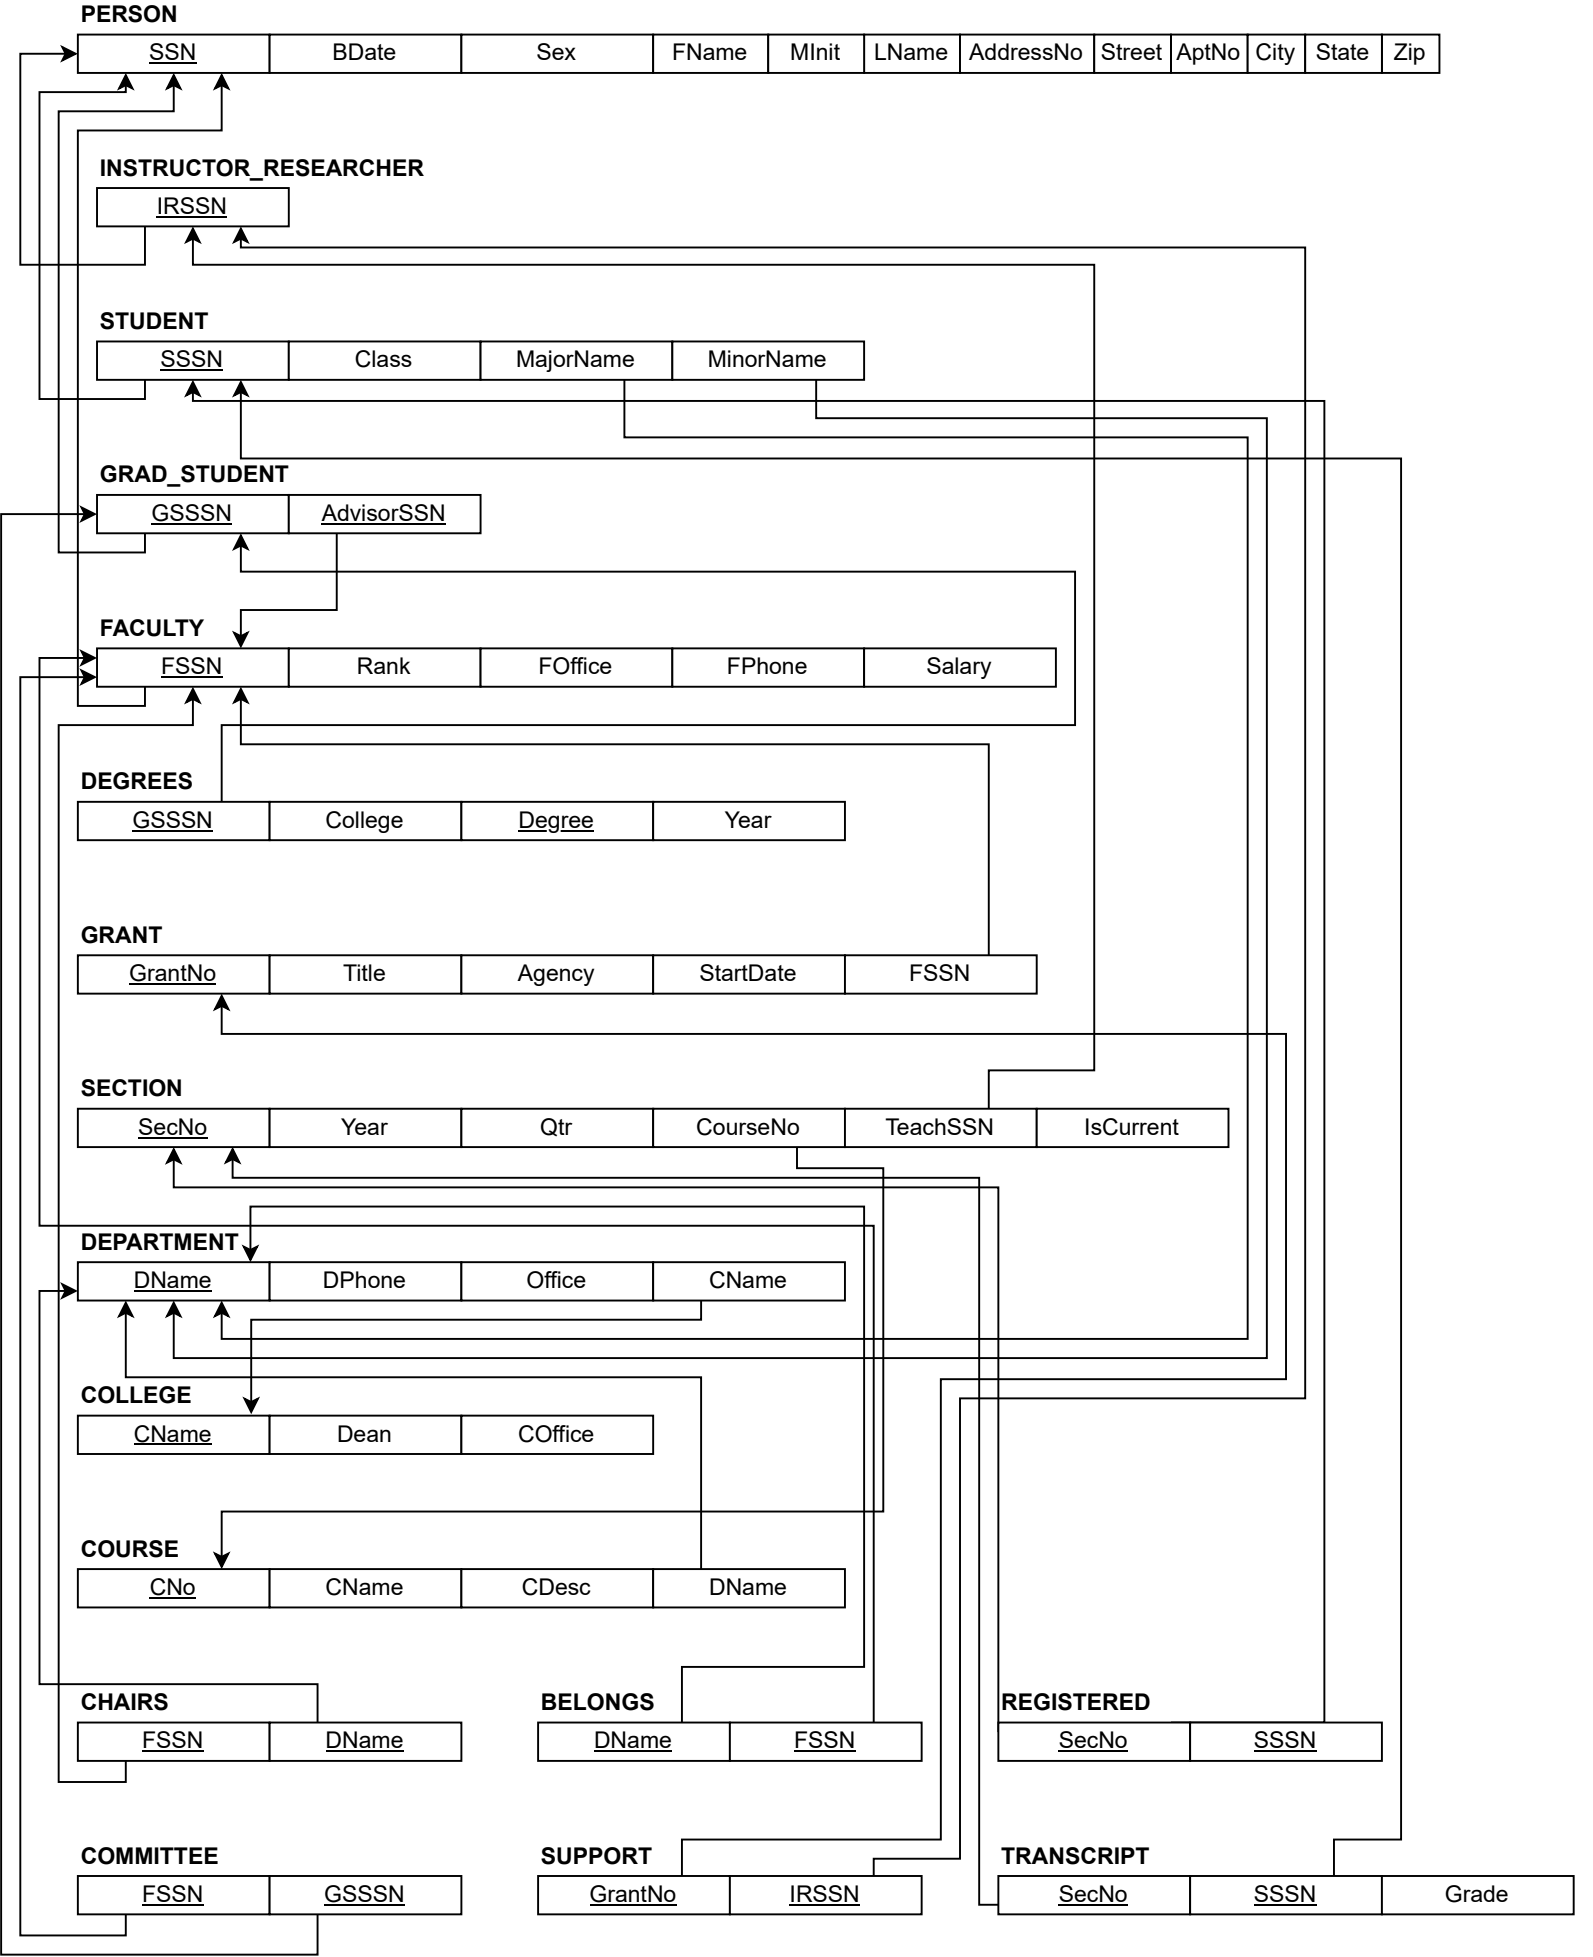 PERSON
SSN BDate Sex FName MInit LName AddressNo Street AptNo City State Zip
INSTRUCTOR_RESEARCHER
IRSSN
STUDENT
SSSN Class MajorName MinorName
GRAD_STUDENT
GSSSN AdvisorSSN
FACULTY
FSSN Rank FOffice FPhone Salary
DEGREES
GSSSN College Degree Year
GRANT
GrantNo Title Agency StartDate FSSN
SECTION
SecNo Year Qtr CourseNo TeachSSN IsCurrent
DEPARTMENT
DName DPhone Office CName
COLLEGE
CName Dean COffice
COURSE
CNo CName CDesc DName
CHAIRS BELONGS REGISTERED
FSSN DName DName FSSN SecNo SSSN
COMMITTEE SUPPORT TRANSCRIPT
FSSN GSSSN GrantNo IRSSN SecNo SSSN Grade